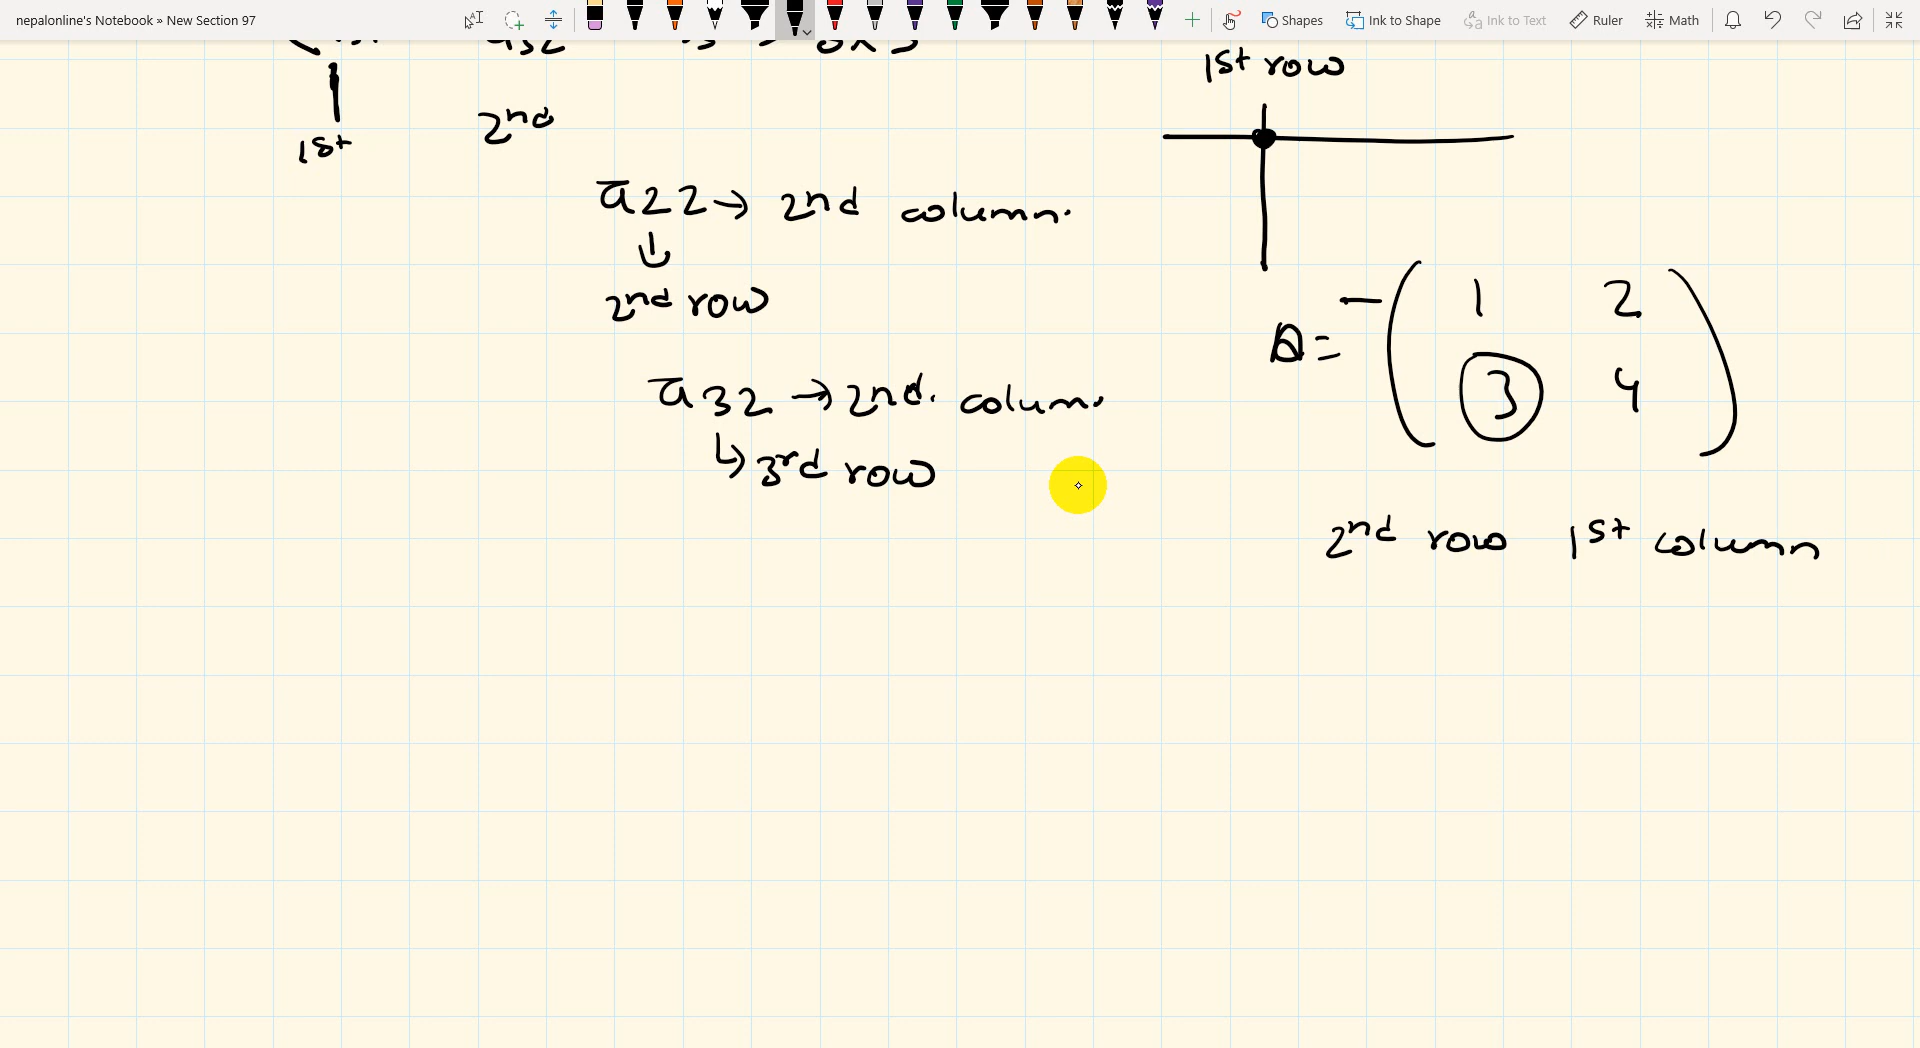 nepalonline's Notebook » New Section 97
Shapes
Ink to Shape
Ink to Text
Ruler
Math
1st row
1st
2nd
a22 → 2nd column.
2nd row
A = ( 1 2
3 4 )
a32 → 2nd. column.
3rd row
2nd row 1st column